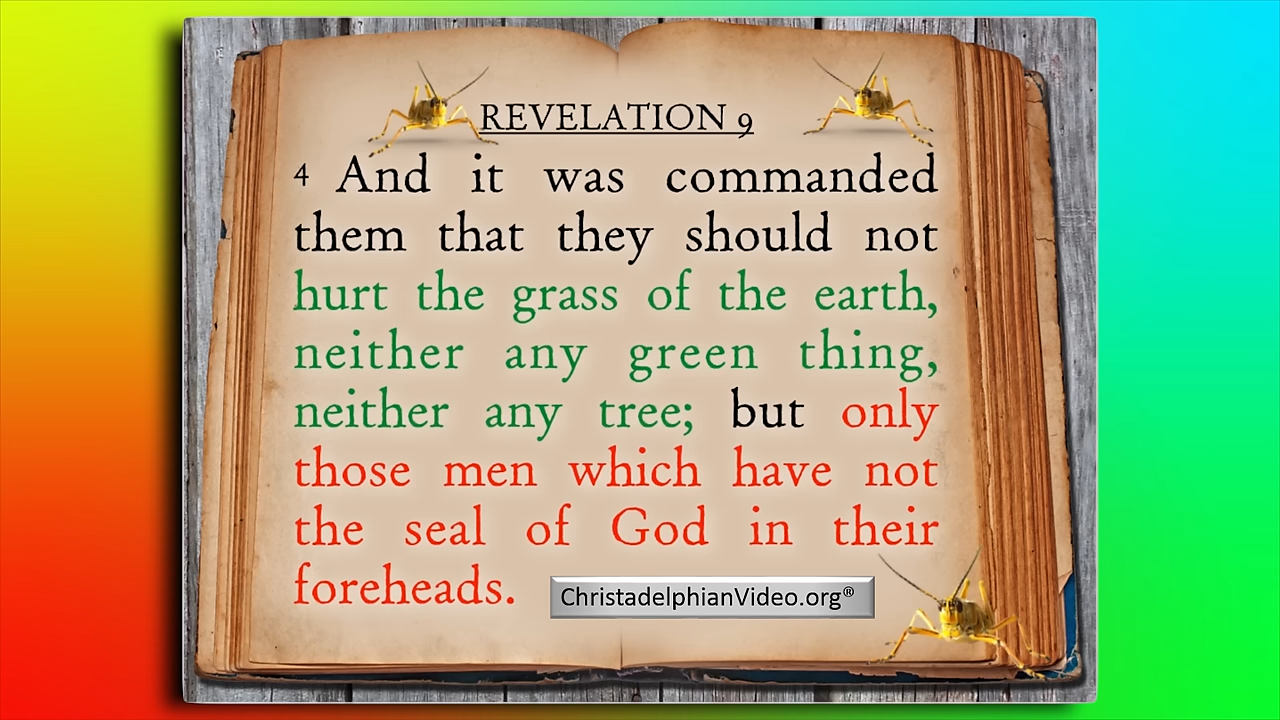 REVELATION 9
4 And it was commanded
them that they should not
hurt the grass of the earth,
neither any green thing,
neither any tree; but only
those men which have not
the seal of God in their
foreheads.
ChristadelphianVideo.org®